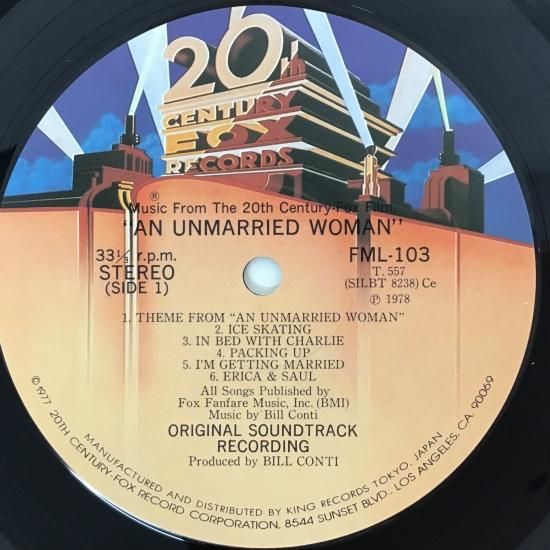 20th
CENTURY
FOX
RECORDS
®
Music From The 20th Century-Fox Film,
"AN UNMARRIED WOMAN"
33⅓ r.p.m.
STEREO
(SIDE 1)
FML-103
T. 557
(SILBT 8238) Ce
Ⓟ 1978
1. THEME FROM "AN UNMARRIED WOMAN"
2. ICE SKATING
3. IN BED WITH CHARLIE
4. PACKING UP
5. I'M GETTING MARRIED
6. ERICA & SAUL
All Songs Published by
Fox Fanfare Music, Inc. (BMI)
Music by Bill Conti
ORIGINAL SOUNDTRACK
RECORDING
Produced by BILL CONTI
MANUFACTURED AND DISTRIBUTED BY KING RECORDS TOKYO, JAPAN
© 1977 20TH CENTURY-FOX RECORD CORPORATION, 8544 SUNSET BLVD., LOS ANGELES, CA. 90069